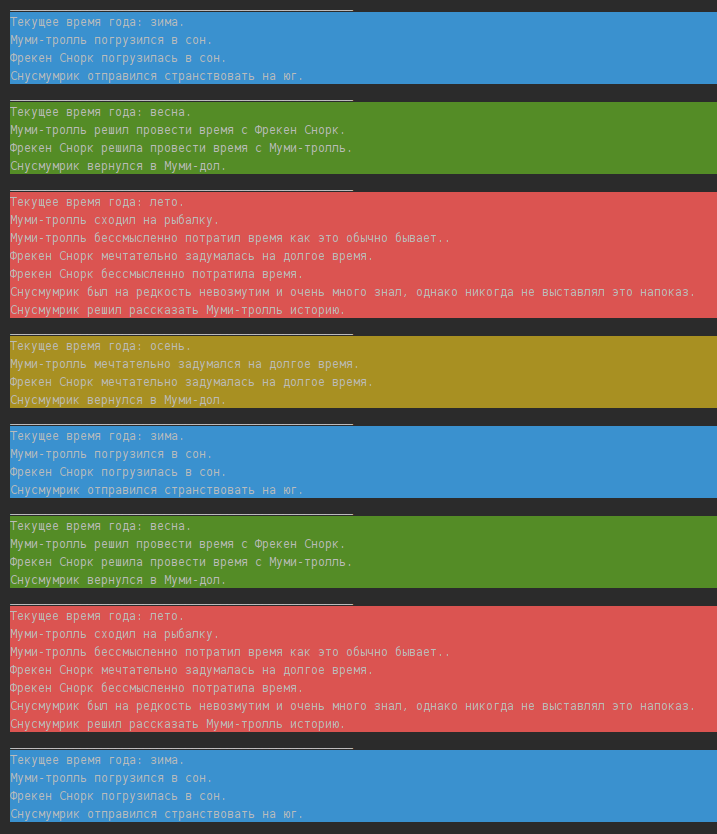 Текущее время года: зима.
Муми-тролль погрузился в сон.
Фрекен Снорк погрузилась в сон.
Снусмумрик отправился странствовать на юг.
Текущее время года: весна.
Муми-тролль решил провести время с Фрекен Снорк.
Фрекен Снорк решила провести время с Муми-тролль.
Снусмумрик вернулся в Муми-дол.
Текущее время года: лето.
Муми-тролль сходил на рыбалку.
Муми-тролль бессмысленно потратил время как это обычно бывает..
Фрекен Снорк мечтательно задумалась на долгое время.
Фрекен Снорк бессмысленно потратила время.
Снусмумрик был на редкость невозмутим и очень много знал, однако никогда не выставлял это напоказ.
Снусмумрик решил рассказать Муми-тролль историю.
Текущее время года: осень.
Муми-тролль мечтательно задумался на долгое время.
Фрекен Снорк мечтательно задумалась на долгое время.
Снусмумрик вернулся в Муми-дол.
Текущее время года: зима.
Муми-тролль погрузился в сон.
Фрекен Снорк погрузилась в сон.
Снусмумрик отправился странствовать на юг.
Текущее время года: весна.
Муми-тролль решил провести время с Фрекен Снорк.
Фрекен Снорк решила провести время с Муми-тролль.
Снусмумрик вернулся в Муми-дол.
Текущее время года: лето.
Муми-тролль сходил на рыбалку.
Муми-тролль бессмысленно потратил время как это обычно бывает..
Фрекен Снорк мечтательно задумалась на долгое время.
Фрекен Снорк бессмысленно потратила время.
Снусмумрик был на редкость невозмутим и очень много знал, однако никогда не выставлял это напоказ.
Снусмумрик решил рассказать Муми-тролль историю.
Текущее время года: зима.
Муми-тролль погрузился в сон.
Фрекен Снорк погрузилась в сон.
Снусмумрик отправился странствовать на юг.